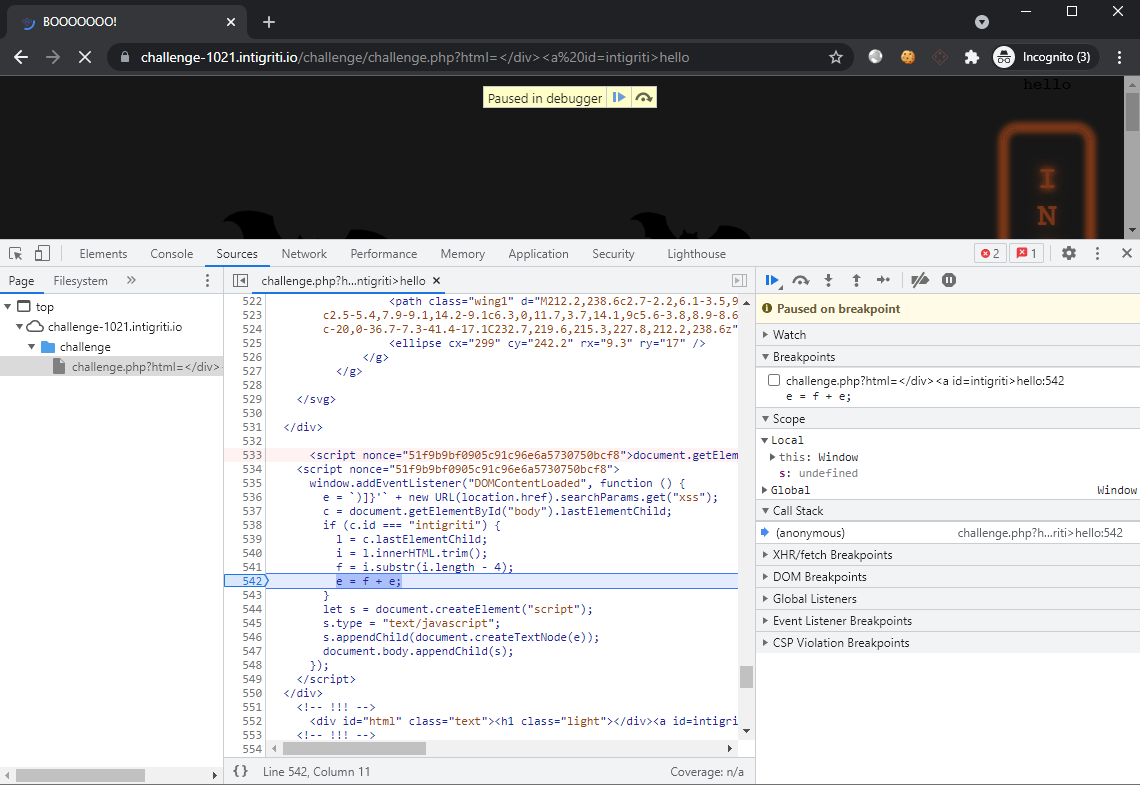 BOOOOOOO!
challenge-1021.intigriti.io/challenge/challenge.php?html=</div><a%20id=intigriti>hello
Incognito (3)
hello
Paused in debugger
I
N
Elements Console Sources Network Performance Memory Application Security Lighthouse
2 1
Page Filesystem
challenge.php?h...ntigriti>hello
top
challenge-1021.intigriti.io
challenge
challenge.php?html=</div>
522 <path class="wing1" d="M212.2,238.6c2.7-2.2,6.1-3.5,9
523 c2.5-5.4,7.9-9.1,14.2-9.1c6.3,0,11.7,3.7,14.1,9c5.6-3.8,8.9-8.6
524 c-20,0-36.7-7.3-41.4-17.1C232.7,219.6,215.3,227.8,212.2,238.6z"
525 <ellipse cx="299" cy="242.2" rx="9.3" ry="17" />
526 </g>
527 </g>
528
529 </svg>
530
531 </div>
532
533 <script nonce="51f9b9bf0905c91c96e6a5730750bcf8">document.getElem
534 <script nonce="51f9b9bf0905c91c96e6a5730750bcf8">
535 window.addEventListener("DOMContentLoaded", function () {
536 e = `)]}'` + new URL(location.href).searchParams.get("xss");
537 c = document.getElementById("body").lastElementChild;
538 if (c.id === "intigriti") {
539 l = c.lastElementChild;
540 i = l.innerHTML.trim();
541 f = i.substr(i.length - 4);
542 e = f + e;
543 }
544 let s = document.createElement("script");
545 s.type = "text/javascript";
546 s.appendChild(document.createTextNode(e));
547 document.body.appendChild(s);
548 });
549 </script>
550 </div>
551 <!-- !!! -->
552 <div id="html" class="text"><h1 class="light"></div><a id=intigri
553 <!-- !!! -->
554
{} Line 542, Column 11 Coverage: n/a
Paused on breakpoint
Watch
Breakpoints
challenge.php?html=</div><a id=intigriti>hello:542
e = f + e;
Scope
Local
this: Window
s: undefined
Global Window
Call Stack
(anonymous) challenge.php?h...riti>hello:542
XHR/fetch Breakpoints
DOM Breakpoints
Global Listeners
Event Listener Breakpoints
CSP Violation Breakpoints